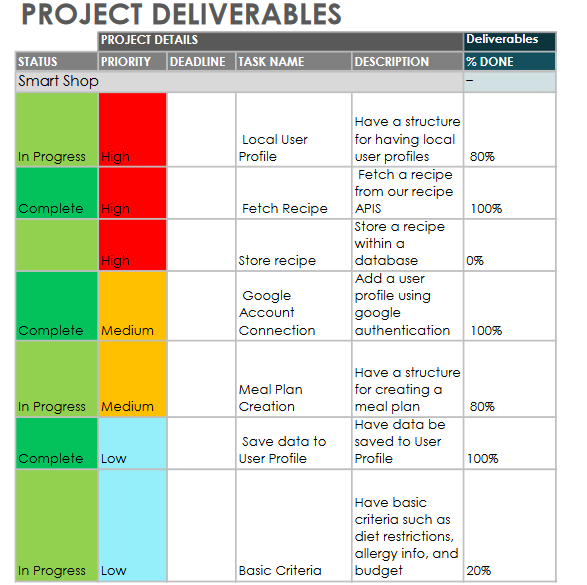 PROJECT DELIVERABLES
PROJECT DETAILS Deliverables
STATUS PRIORITY DEADLINE TASK NAME DESCRIPTION % DONE
Smart Shop –
Have a structure
Local User for having local
In Progress High Profile user profiles 80%
Fetch a recipe
from our recipe
Complete High Fetch Recipe APIS 100%
Store a recipe
within a
High Store recipe database 0%
Add a user
Google profile using
Account google
Complete Medium Connection authentication 100%
Have a structure
Meal Plan for creating a
In Progress Medium Creation meal plan 80%
Have data be
Save data to saved to User
Complete Low User Profile Profile 100%
Have basic
criteria such as
diet restrictions,
allergy info, and
In Progress Low Basic Criteria budget 20%